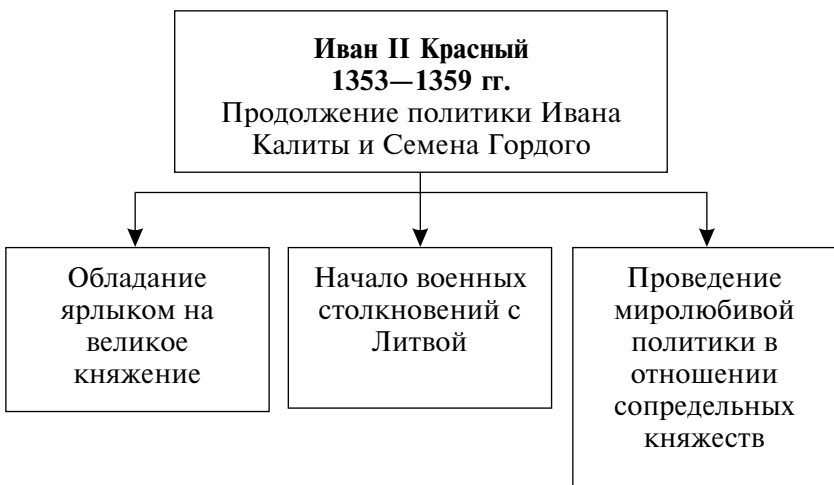 Иван II Красный
1353—1359 гг.
Продолжение политики Ивана
Калиты и Семена Гордого
Обладание
ярлыком на
великое
княжение
Начало военных
столкновений с
Литвой
Проведение
миролюбивой
политики в
отношении
сопредельных
княжеств